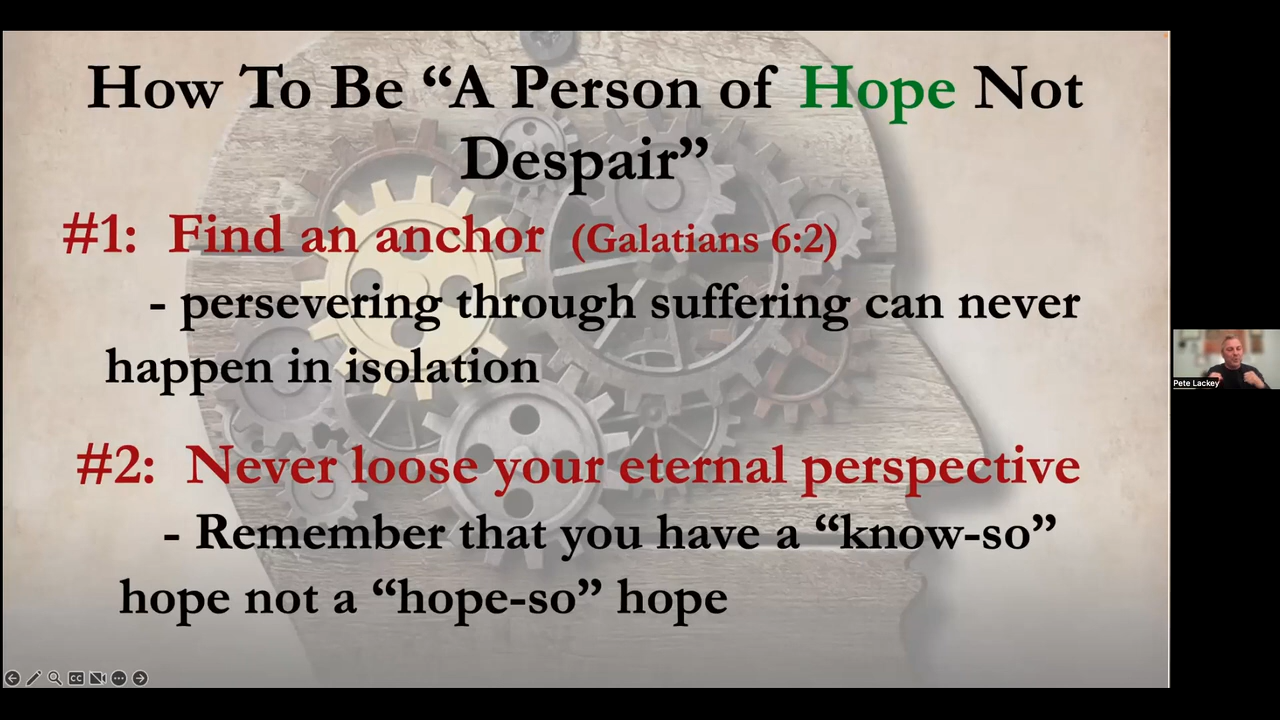 How To Be “A Person of Hope Not
Despair”
#1: Find an anchor (Galatians 6:2)
- persevering through suffering can never
happen in isolation
#2: Never loose your eternal perspective
- Remember that you have a “know-so”
hope not a “hope-so” hope
Pete Lackey
CC